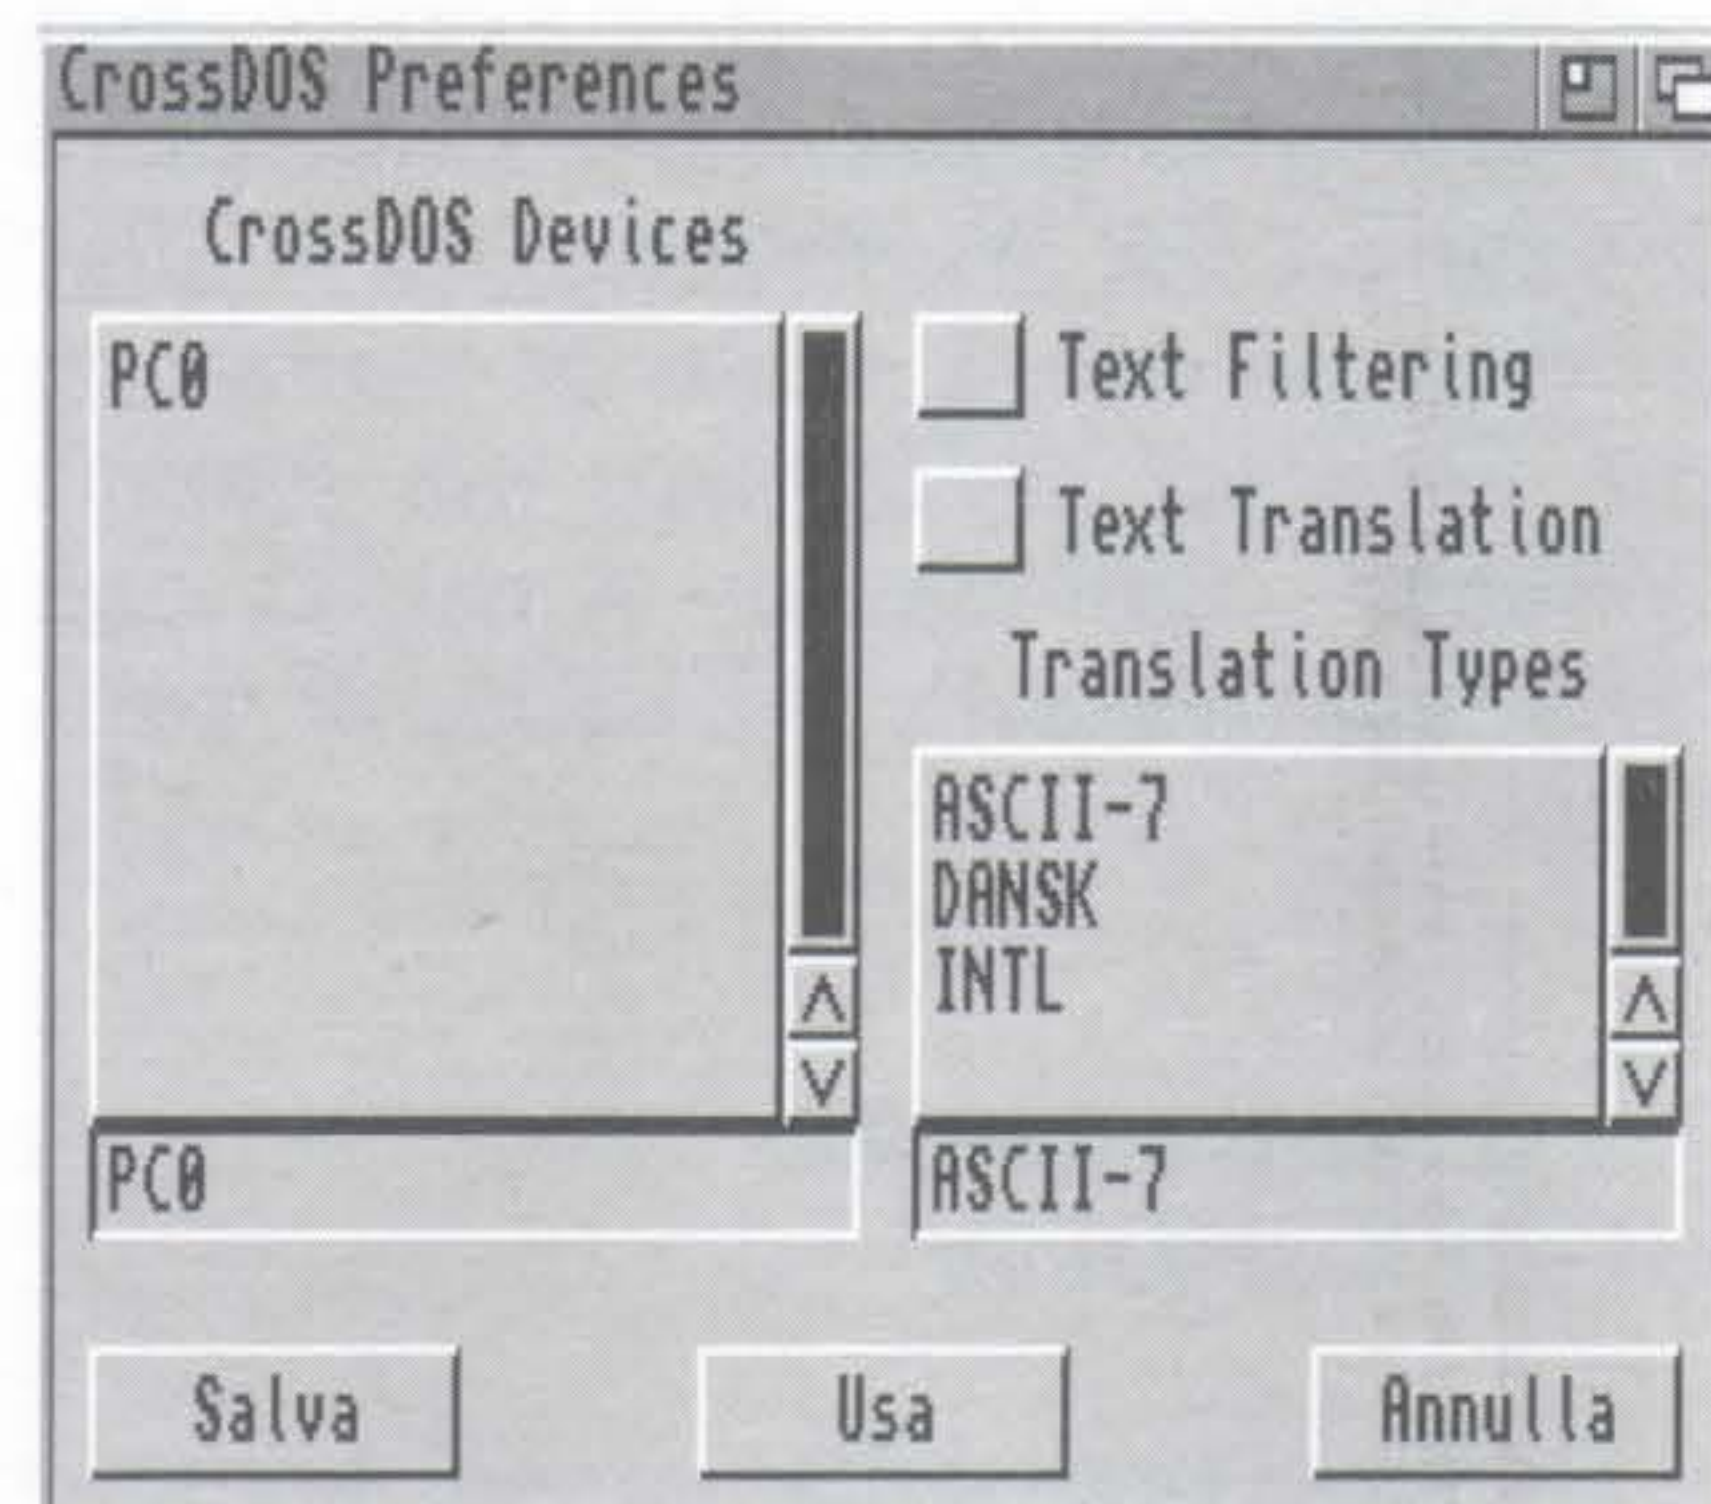 CrossDOS Preferences
CrossDOS Devices
PC0
PC0
Text Filtering
Text Translation
Translation Types
ASCII-7
DANSK
INTL
ASCII-7
Salva
Usa
Annulla